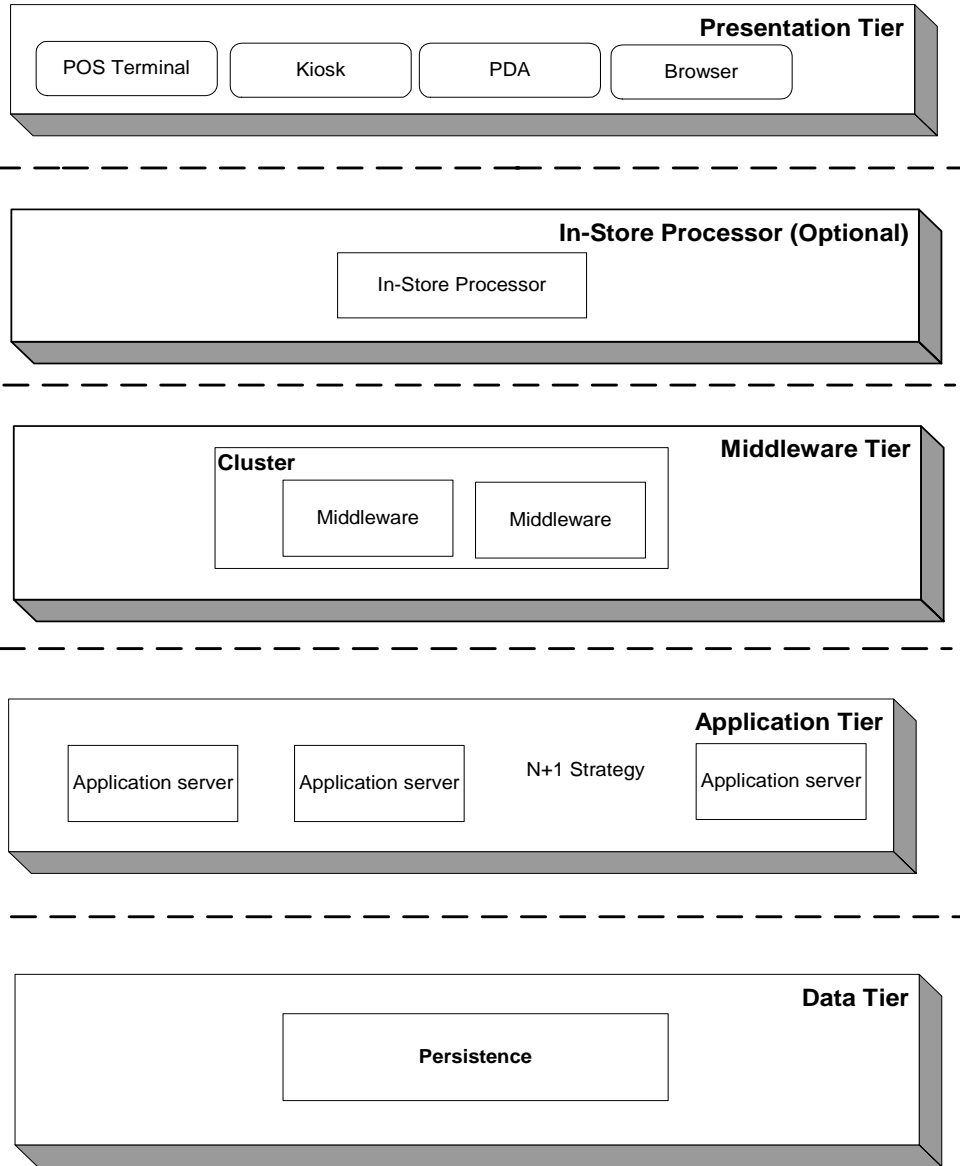 Presentation Tier
POS Terminal
Kiosk
PDA
Browser
In-Store Processor (Optional)
In-Store Processor
Middleware Tier
Cluster
Middleware
Middleware
Application Tier
Application server
Application server
N+1 Strategy
Application server
Data Tier
Persistence